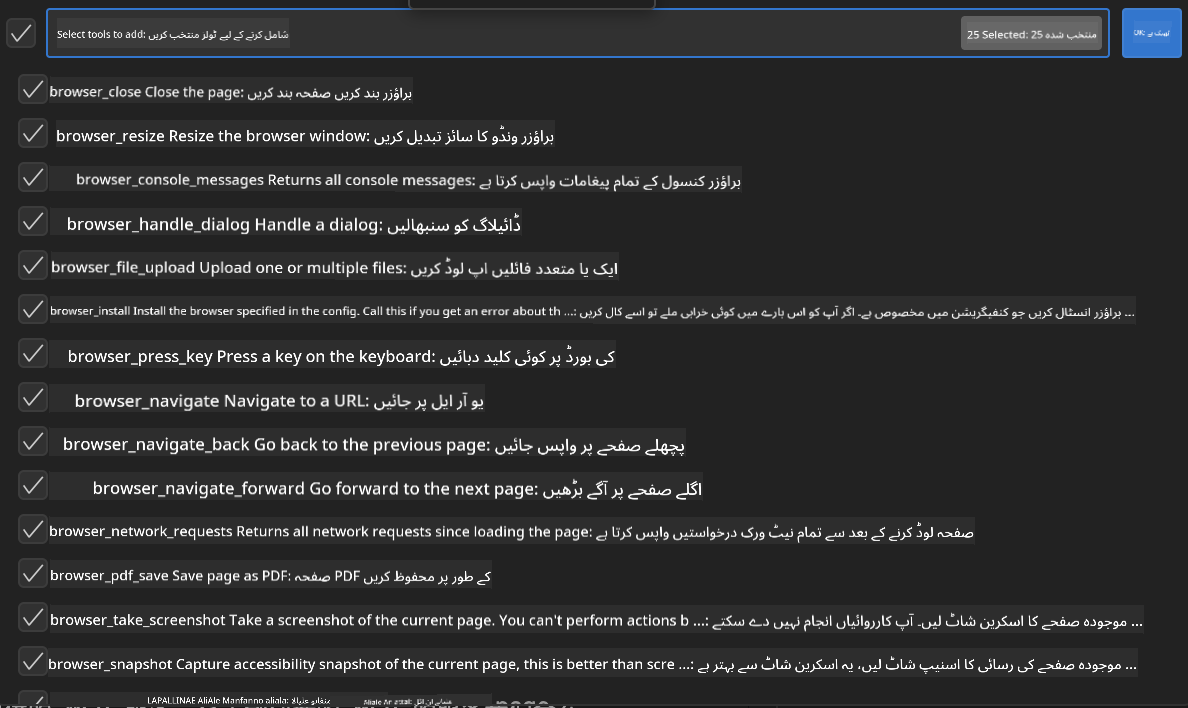 Select tools to add: شامل کرنے کے لیے ٹولز منتخب کریں
25 Selected: 25 منتخب شدہ
OK: ٹھیک ہے
browser_close Close the page: براؤزر بند کریں صفحہ بند کریں
browser_resize Resize the browser window: براؤزر ونڈو کا سائز تبدیل کریں
browser_console_messages Returns all console messages: براؤزر کنسول کے تمام پیغامات واپس کرتا ہے
browser_handle_dialog Handle a dialog: ڈائیلاگ کو سنبھالیں
browser_file_upload Upload one or multiple files: ایک یا متعدد فائلیں اپ لوڈ کریں
browser_install Install the browser specified in the config. Call this if you get an error about th ...: براؤزر انسٹال کریں جو کنفیگریشن میں مخصوص ہے۔ اگر آپ کو اس بارے میں کوئی خرابی ملے تو اسے کال کریں ...
browser_press_key Press a key on the keyboard: کی بورڈ پر کوئی کلید دبائیں
browser_navigate Navigate to a URL: یو آر ایل پر جائیں
browser_navigate_back Go back to the previous page: پچھلے صفحے پر واپس جائیں
browser_navigate_forward Go forward to the next page: اگلے صفحے پر آگے بڑھیں
browser_network_requests Returns all network requests since loading the page: صفحہ لوڈ کرنے کے بعد سے تمام نیٹ ورک درخواستیں واپس کرتا ہے
browser_pdf_save Save page as PDF: صفحہ PDF کے طور پر محفوظ کریں
browser_take_screenshot Take a screenshot of the current page. You can't perform actions b ...: موجودہ صفحے کا اسکرین شاٹ لیں۔ آپ کارروائیاں انجام نہیں دے سکتے ...
browser_snapshot Capture accessibility snapshot of the current page, this is better than scre ...: موجودہ صفحے کی رسائی کا اسنیپ شاٹ لیں، یہ اسکرین شاٹ سے بہتر ہے ...
LAPALLINAE AliAle Manfanno aliala: